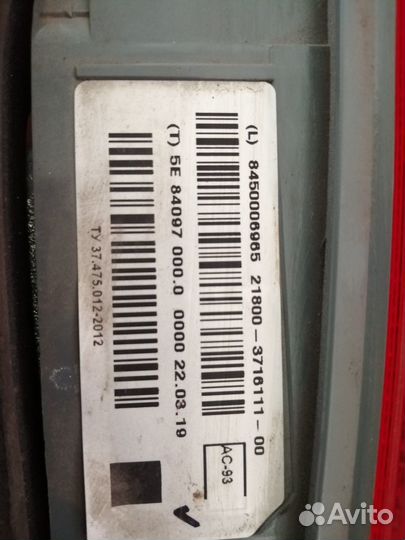 (L) 8450006965 21800-3716111-00
(T) 5E 84097 000.0 0000 22.03.19
ТУ 37.475.012-2012
AC-93
Avito